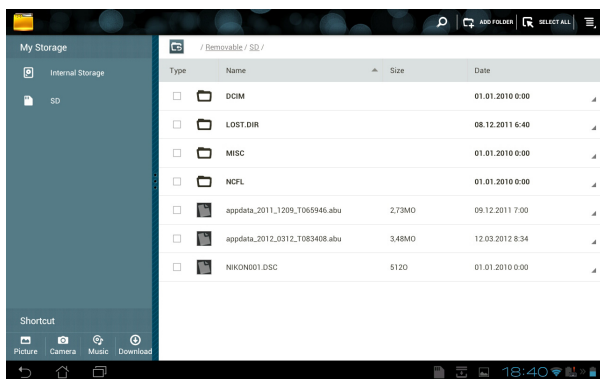 ADD FOLDER SELECT ALL
My Storage
/ Removable / SD /
Internal Storage
SD
Type Name Size Date
DCIM 01.01.2010 0:00
LOST.DIR 08.12.2011 6:40
MISC 01.01.2010 0:00
NCFL 01.01.2010 0:00
appdata_2011_1209_T065946.abu 2,73MO 09.12.2011 7:00
appdata_2012_0312_T083408.abu 3,48MO 12.03.2012 8:34
NIKON001.DSC 512O 01.01.2010 0:00
Shortcut
Picture Camera Music Download
18:40